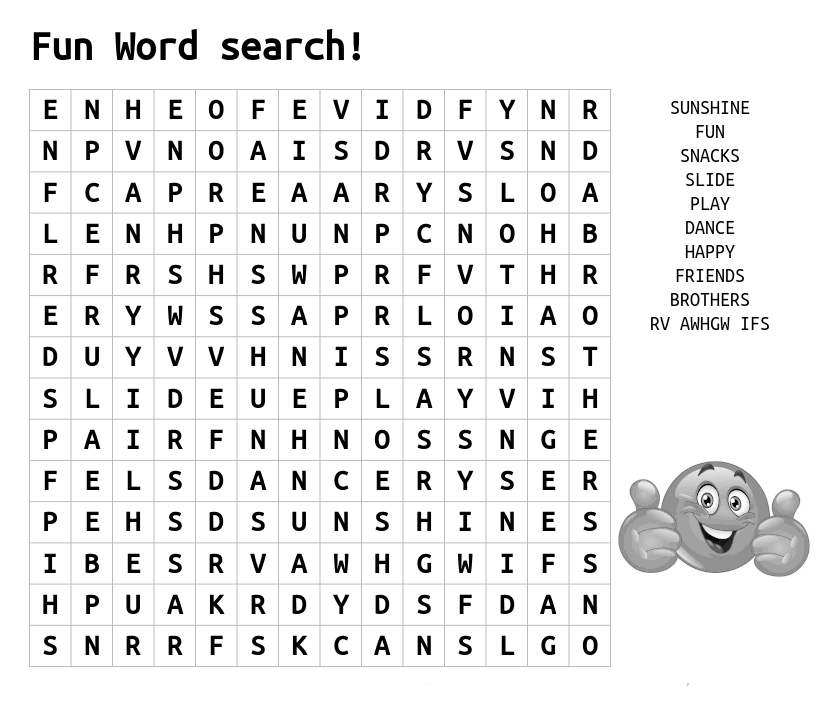 Fun Word search!
E N H E O F E V I D F Y N R
N P V N O A I S D R V S N D
F C A P R E A A R Y S L O A
L E N H P N U N P C N O H B
R F R S H S W P R F V T H R
E R Y W S S A P R L O I A O
D U Y V V H N I S S R N S T
S L I D E U E P L A Y V I H
P A I R F N H N O S S N G E
F E L S D A N C E R Y S E R
P E H S D S U N S H I N E S
I B E S R V A W H G W I F S
H P U A K R D Y D S F D A N
S N R R F S K C A N S L G O
SUNSHINE
FUN
SNACKS
SLIDE
PLAY
DANCE
HAPPY
FRIENDS
BROTHERS
RV AWHGW IFS